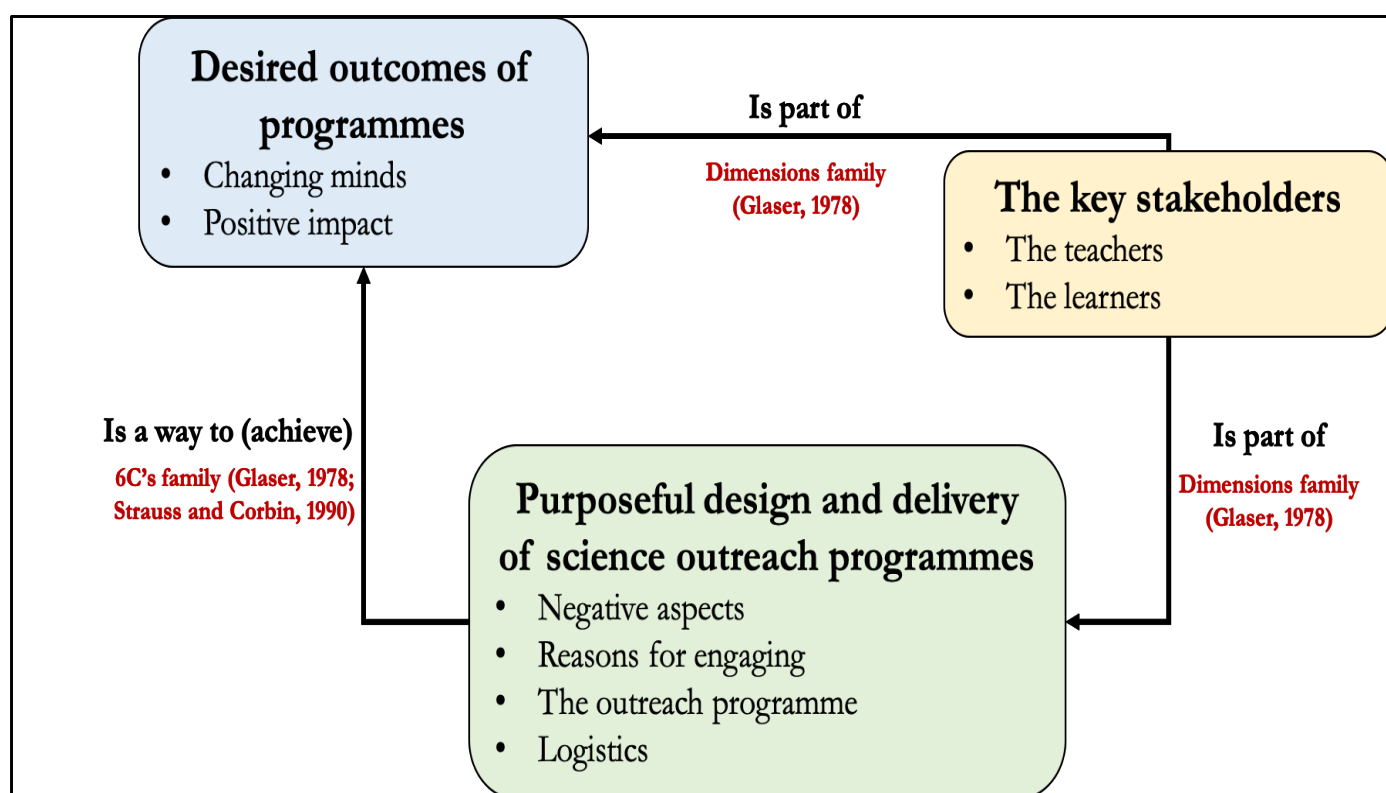 Desired outcomes of
programmes
• Changing minds
• Positive impact
Is part of
Dimensions family
(Glaser, 1978)
The key stakeholders
• The teachers
• The learners
Is a way to (achieve)
6C’s family (Glaser, 1978;
Strauss and Corbin, 1990)
Is part of
Dimensions family
(Glaser, 1978)
Purposeful design and delivery
of science outreach programmes
• Negative aspects
• Reasons for engaging
• The outreach programme
• Logistics